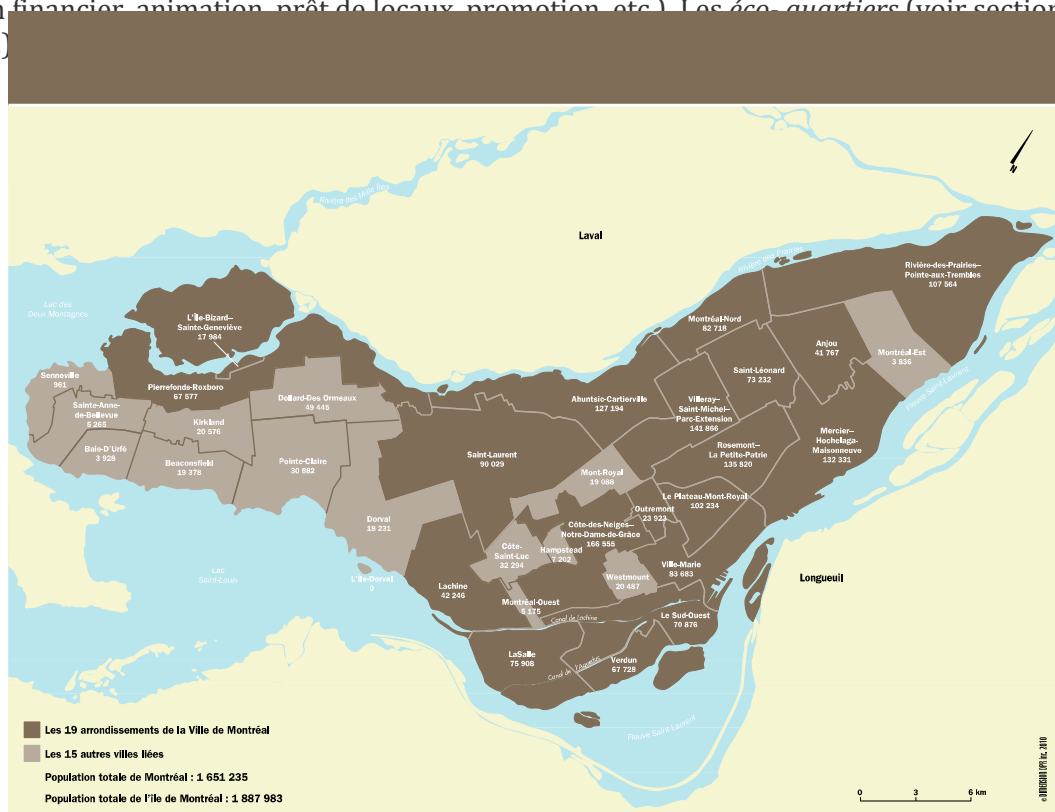 financier, animation, prêt de locaux, promotion, etc.). Les éco-quartiers (voir section
)
N
Rivière des Mille Îles
Laval
Rivière des Prairies
Rivière-des-Prairies–
Pointe-aux-Trembles
107 564
Lac des
Deux Montagnes
L'Île-Bizard–
Sainte-Geneviève
17 984
Montréal-Nord
82 718
Anjou
41 767
Montréal-Est
3 836
Saint-Léonard
73 232
Fleuve Saint-Laurent
Senneville
961
Pierrefonds-Roxboro
67 577
Dollard-Des Ormeaux
49 445
Ahuntsic-Cartierville
127 194
Villeray–
Saint-Michel–
Parc-Extension
141 866
Sainte-Anne-
de-Bellevue
5 265
Kirkland
20 576
Mercier–
Hochelaga-
Maisonneuve
132 331
Baie-D'Urfé
3 928
Beaconsfield
19 378
Pointe-Claire
30 882
Saint-Laurent
90 029
Rosemont–
La Petite-Patrie
135 820
Mont-Royal
19 088
Le Plateau-Mont-Royal
102 234
Outremont
23 923
Dorval
18 231
Côte-des-Neiges–
Notre-Dame-de-Grâce
166 555
Côte-
Saint-Luc
32 294
Hampstead
7 202
Ville-Marie
83 683
Lac
Saint-Louis
L'Île-Dorval
0
Westmount
20 487
Longueuil
Lachine
42 246
Montréal-Ouest
5 175
Canal de Lachine
Le Sud-Ouest
70 876
LaSalle
75 908
Canal de l'Aqueduc
Verdun
67 728
Fleuve Saint-Laurent
Les 19 arrondissements de la Ville de Montréal
Les 15 autres villes liées
Population totale de Montréal : 1 651 235
Population totale de l'île de Montréal : 1 887 983
0 3 6 km